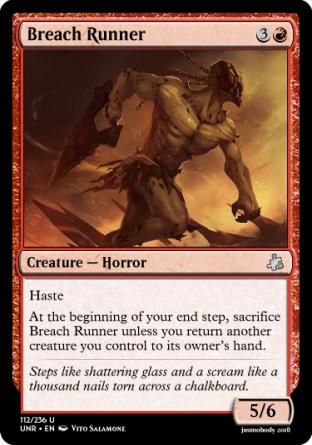 Breach Runner 3
Creature — Horror
Haste
At the beginning of your end step, sacrifice
Breach Runner unless you return another
creature you control to its owner's hand.
Steps like shattering glass and a scream like a
thousand nails torn across a chalkboard.
5/6
112/236 U
UNR • EN Vito Salamone
justnobody 2018